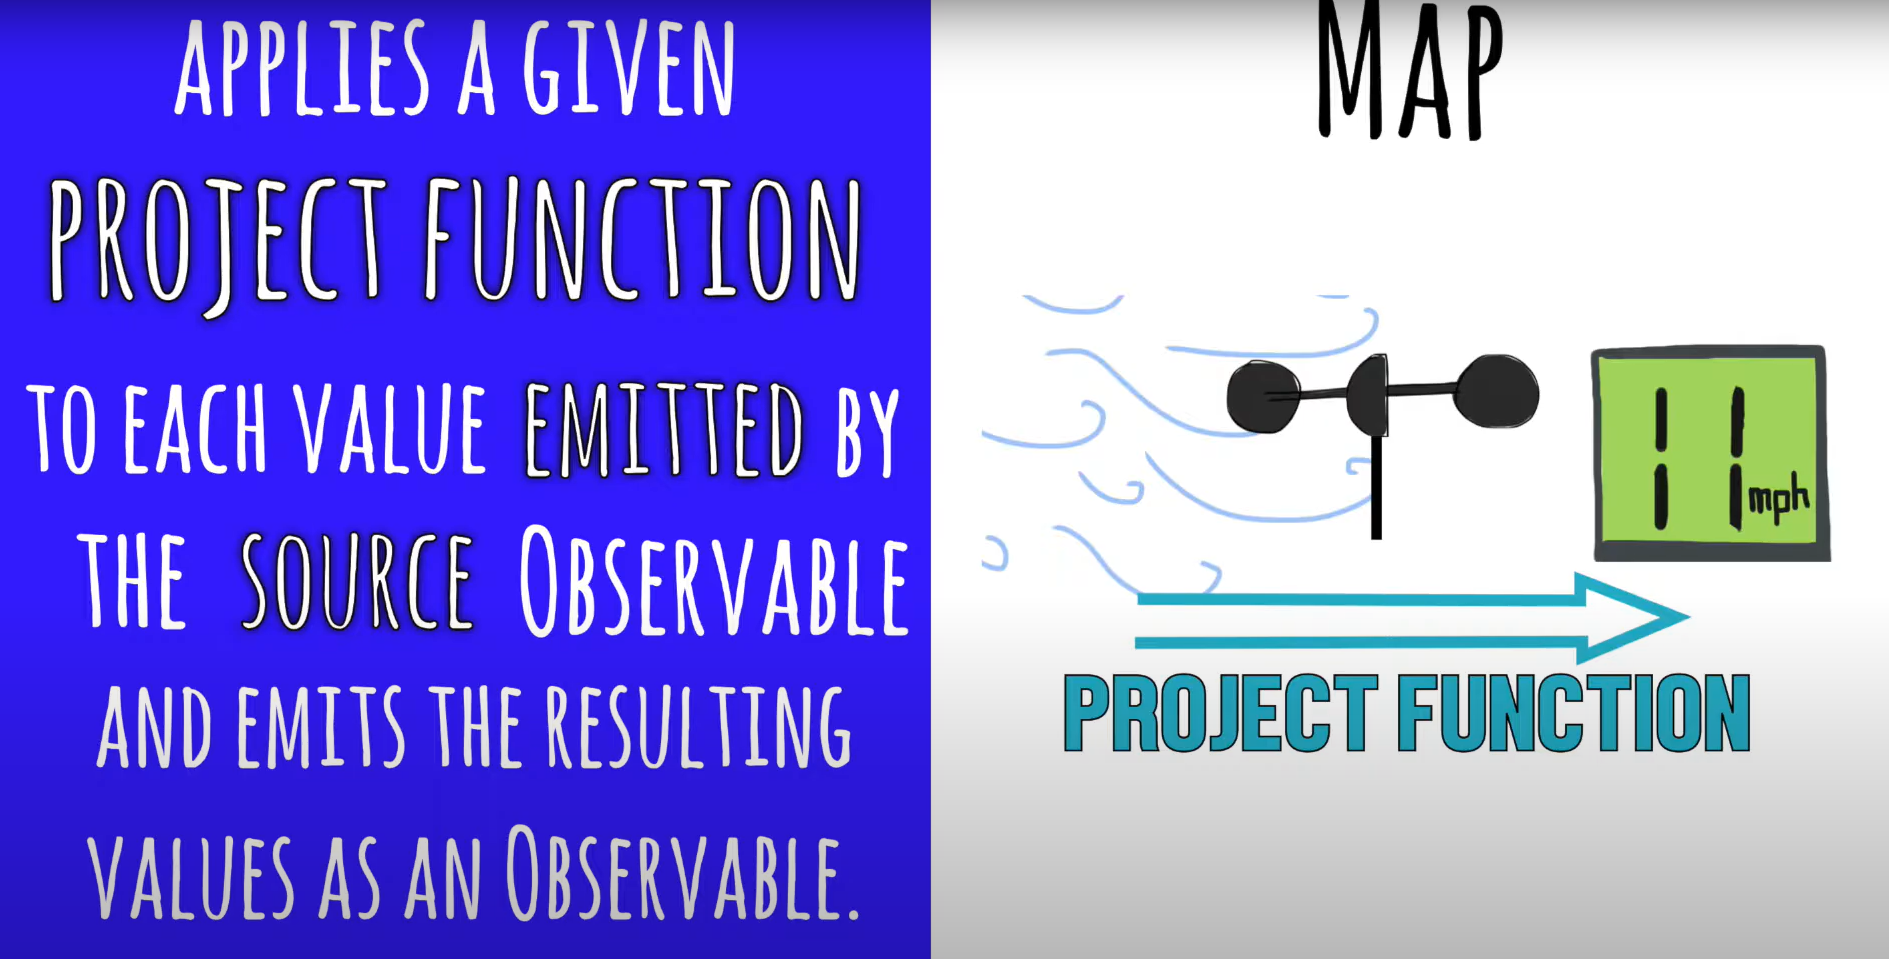 APPLIES A GIVEN
PROJECT FUNCTION
TO EACH VALUE EMITTED BY
THE SOURCE OBSERVABLE
AND EMITS THE RESULTING
VALUES AS AN OBSERVABLE.
MAP
11 mph
PROJECT FUNCTION